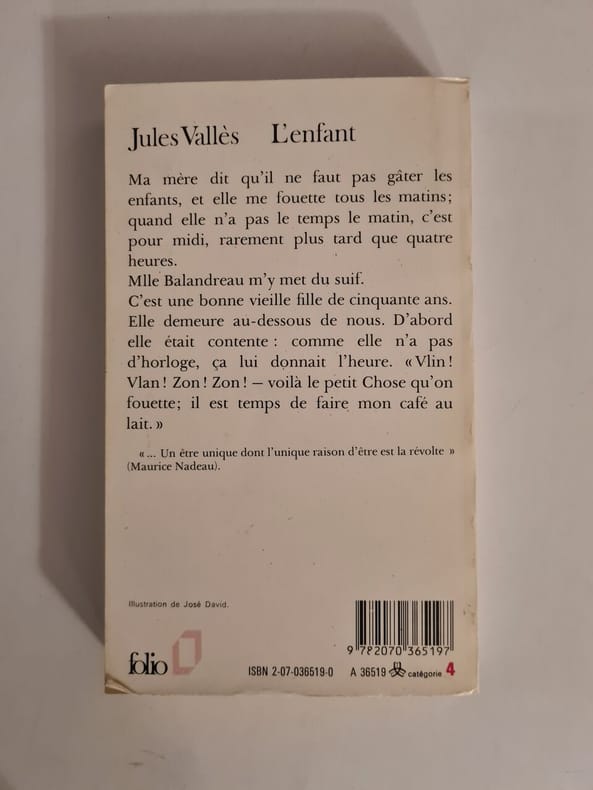 Jules Vallès L'enfant
Ma mère dit qu'il ne faut pas gâter les
enfants, et elle me fouette tous les matins;
quand elle n'a pas le temps le matin, c'est
pour midi, rarement plus tard que quatre
heures.
Mlle Balandreau m'y met du suif.
C'est une bonne vieille fille de cinquante ans.
Elle demeure au-dessous de nous. D'abord
elle était contente : comme elle n'a pas
d'horloge, ça lui donnait l'heure. « Vlin !
Vlan ! Zon ! Zon ! — voilà le petit Chose qu'on
fouette; il est temps de faire mon café au
lait. »
« ... Un être unique dont l'unique raison d'être est la révolte »
(Maurice Nadeau).
Illustration de José David.
9 782070 365197
folio
ISBN 2-07-036519-0 A 36519 catégorie 4